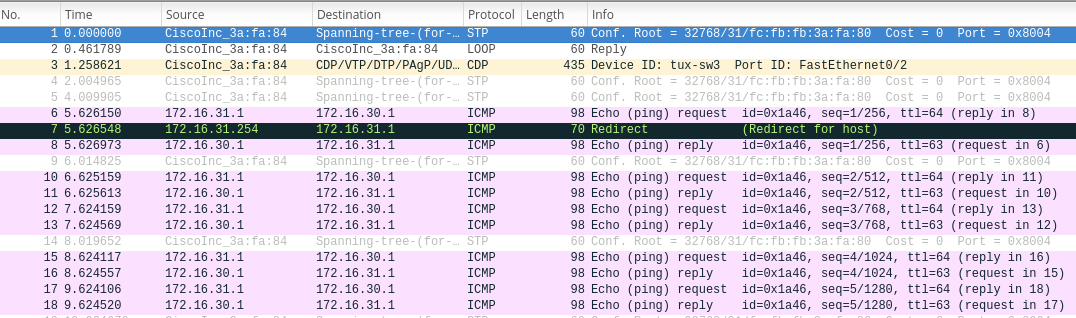 No. Time Source Destination Protocol Length Info
1 0.000000 CiscoInc_3a:fa:84 Spanning-tree-(for-… STP 60 Conf. Root = 32768/31/fc:fb:fb:3a:fa:80 Cost = 0 Port = 0x8004
2 0.461789 CiscoInc_3a:fa:84 CiscoInc_3a:fa:84 LOOP 60 Reply
3 1.258621 CiscoInc_3a:fa:84 CDP/VTP/DTP/PAgP/UD… CDP 435 Device ID: tux-sw3 Port ID: FastEthernet0/2
4 2.004965 CiscoInc_3a:fa:84 Spanning-tree-(for-… STP 60 Conf. Root = 32768/31/fc:fb:fb:3a:fa:80 Cost = 0 Port = 0x8004
5 4.009905 CiscoInc_3a:fa:84 Spanning-tree-(for-… STP 60 Conf. Root = 32768/31/fc:fb:fb:3a:fa:80 Cost = 0 Port = 0x8004
6 5.626150 172.16.31.1 172.16.30.1 ICMP 98 Echo (ping) request id=0x1a46, seq=1/256, ttl=64 (reply in 8)
7 5.626548 172.16.31.254 172.16.31.1 ICMP 70 Redirect (Redirect for host)
8 5.626973 172.16.30.1 172.16.31.1 ICMP 98 Echo (ping) reply id=0x1a46, seq=1/256, ttl=63 (request in 6)
9 6.014825 CiscoInc_3a:fa:84 Spanning-tree-(for-… STP 60 Conf. Root = 32768/31/fc:fb:fb:3a:fa:80 Cost = 0 Port = 0x8004
10 6.625159 172.16.31.1 172.16.30.1 ICMP 98 Echo (ping) request id=0x1a46, seq=2/512, ttl=64 (reply in 11)
11 6.625613 172.16.30.1 172.16.31.1 ICMP 98 Echo (ping) reply id=0x1a46, seq=2/512, ttl=63 (request in 10)
12 7.624159 172.16.31.1 172.16.30.1 ICMP 98 Echo (ping) request id=0x1a46, seq=3/768, ttl=64 (reply in 13)
13 7.624569 172.16.30.1 172.16.31.1 ICMP 98 Echo (ping) reply id=0x1a46, seq=3/768, ttl=63 (request in 12)
14 8.019652 CiscoInc_3a:fa:84 Spanning-tree-(for-… STP 60 Conf. Root = 32768/31/fc:fb:fb:3a:fa:80 Cost = 0 Port = 0x8004
15 8.624117 172.16.31.1 172.16.30.1 ICMP 98 Echo (ping) request id=0x1a46, seq=4/1024, ttl=64 (reply in 16)
16 8.624557 172.16.30.1 172.16.31.1 ICMP 98 Echo (ping) reply id=0x1a46, seq=4/1024, ttl=63 (request in 15)
17 9.624106 172.16.31.1 172.16.30.1 ICMP 98 Echo (ping) request id=0x1a46, seq=5/1280, ttl=64 (reply in 18)
18 9.624520 172.16.30.1 172.16.31.1 ICMP 98 Echo (ping) reply id=0x1a46, seq=5/1280, ttl=63 (request in 17)